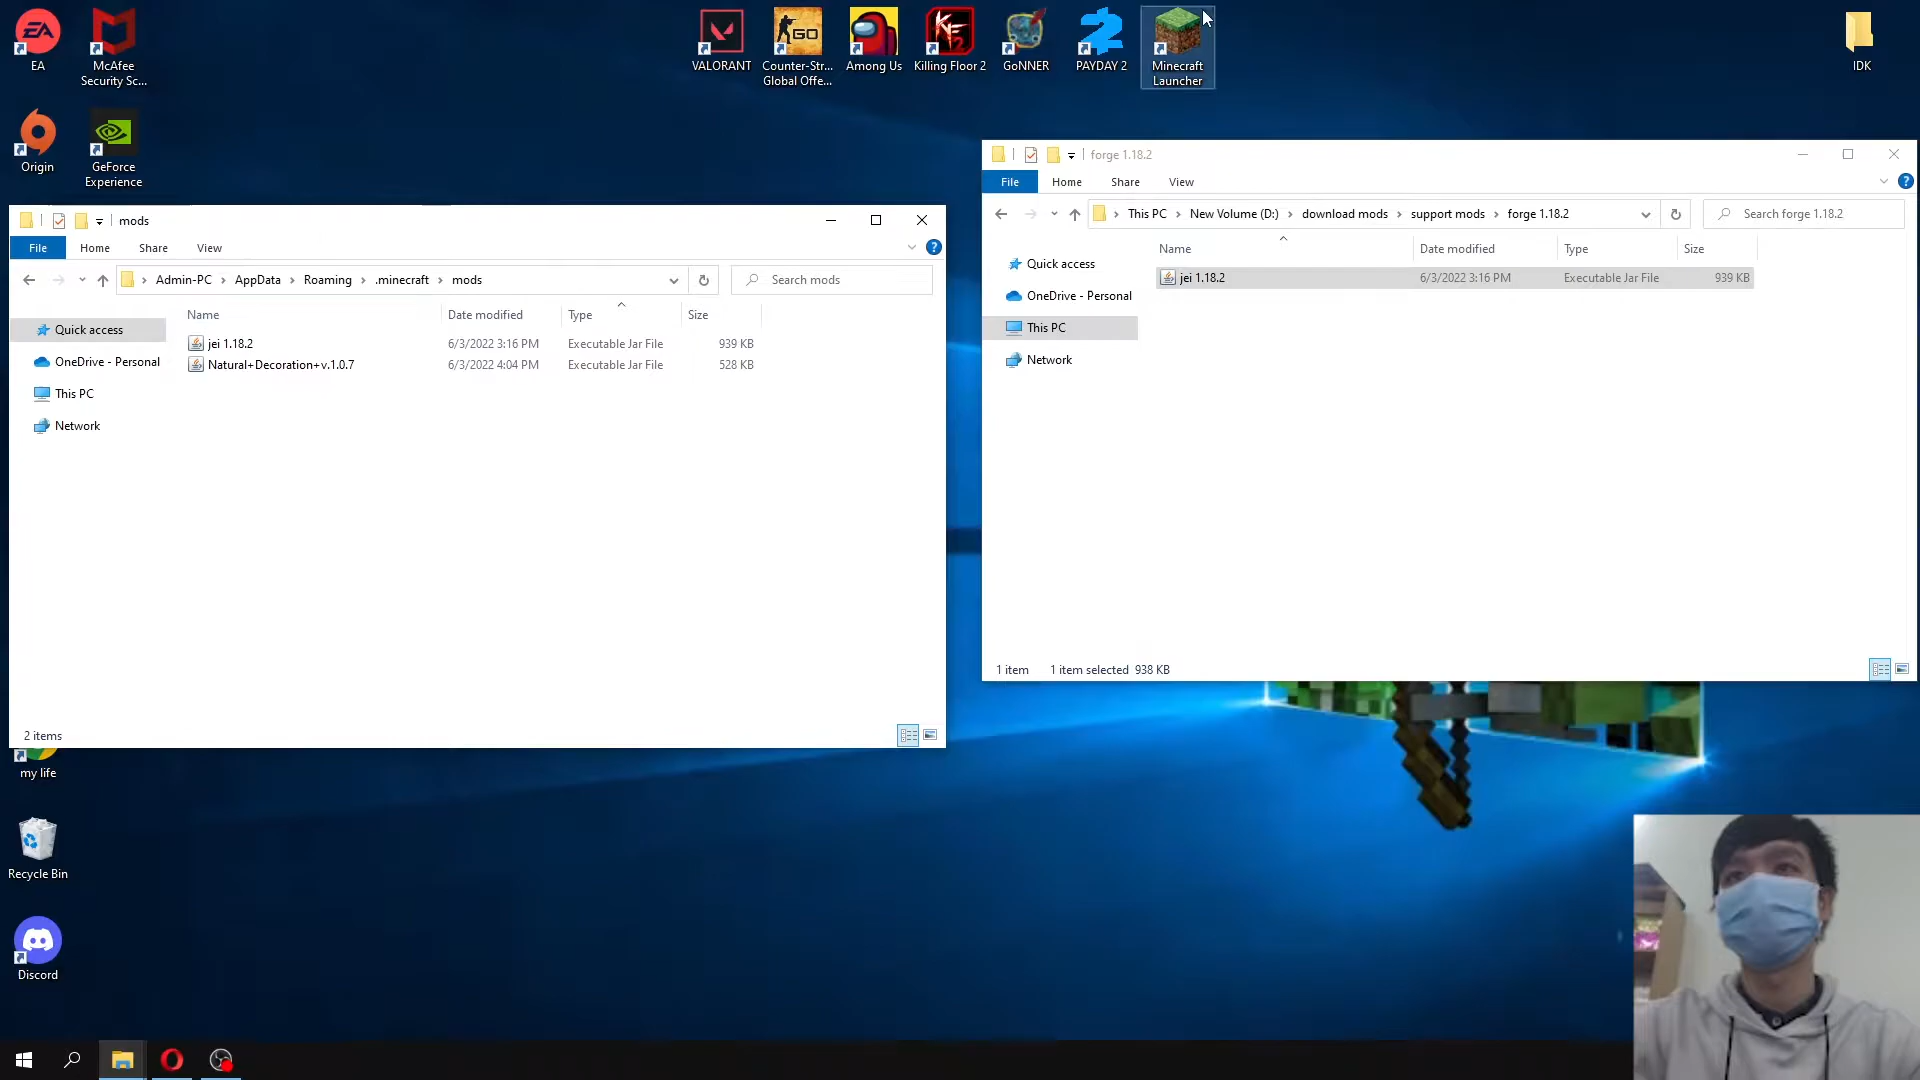 EA
McAfee
Security Sc...
VALORANT
Counter-Str...
Global Offe...
GO
Among Us
KF
2
Killing Floor 2
GoNNER
PAYDAY 2
Minecraft
Launcher
IDK
Origin
GeForce
Experience
mods
File
Home
Share
View
?
Admin-PC
AppData
Roaming
.minecraft
mods
Search mods
Quick access
OneDrive - Personal
This PC
Network
Name
Date modified
Type
Size
jei 1.18.2
6/3/2022 3:16 PM
Executable Jar File
939 KB
Natural+Decoration+v.1.0.7
6/3/2022 4:04 PM
Executable Jar File
528 KB
2 items
forge 1.18.2
File
Home
Share
View
?
This PC
New Volume (D:)
download mods
support mods
forge 1.18.2
Search forge 1.18.2
Quick access
OneDrive - Personal
This PC
Network
Name
Date modified
Type
Size
jei 1.18.2
6/3/2022 3:16 PM
Executable Jar File
939 KB
1 item
1 item selected 938 KB
my life
Recycle Bin
Discord